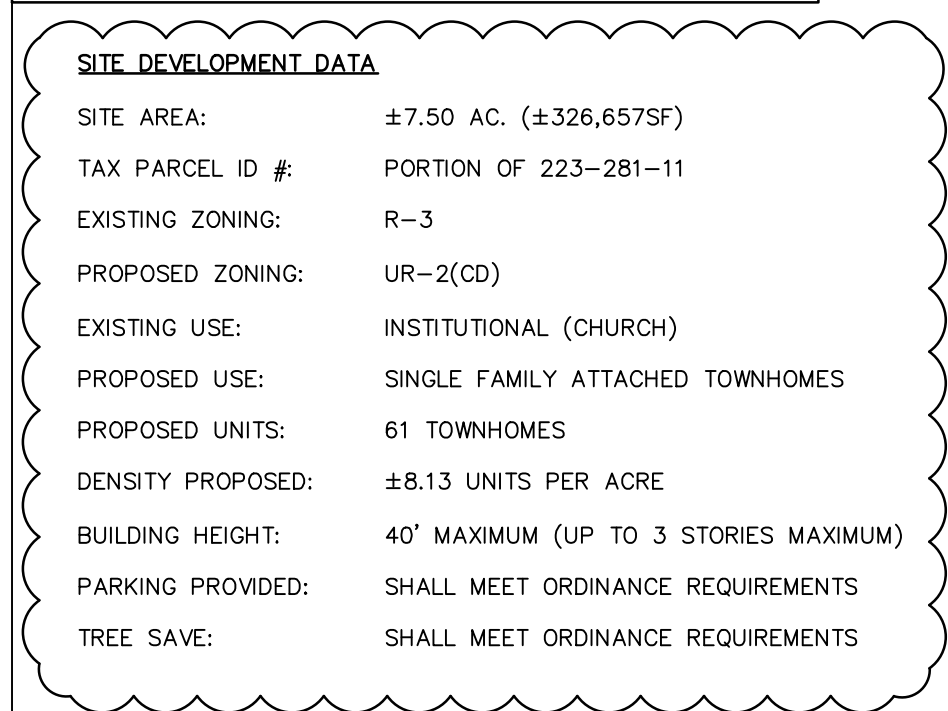 SITE DEVELOPMENT DATA
SITE AREA: ±7.50 AC. (±326,657SF)
TAX PARCEL ID #: PORTION OF 223-281-11
EXISTING ZONING: R-3
PROPOSED ZONING: UR-2(CD)
EXISTING USE: INSTITUTIONAL (CHURCH)
PROPOSED USE: SINGLE FAMILY ATTACHED TOWNHOMES
PROPOSED UNITS: 61 TOWNHOMES
DENSITY PROPOSED: ±8.13 UNITS PER ACRE
BUILDING HEIGHT: 40' MAXIMUM (UP TO 3 STORIES MAXIMUM)
PARKING PROVIDED: SHALL MEET ORDINANCE REQUIREMENTS
TREE SAVE: SHALL MEET ORDINANCE REQUIREMENTS